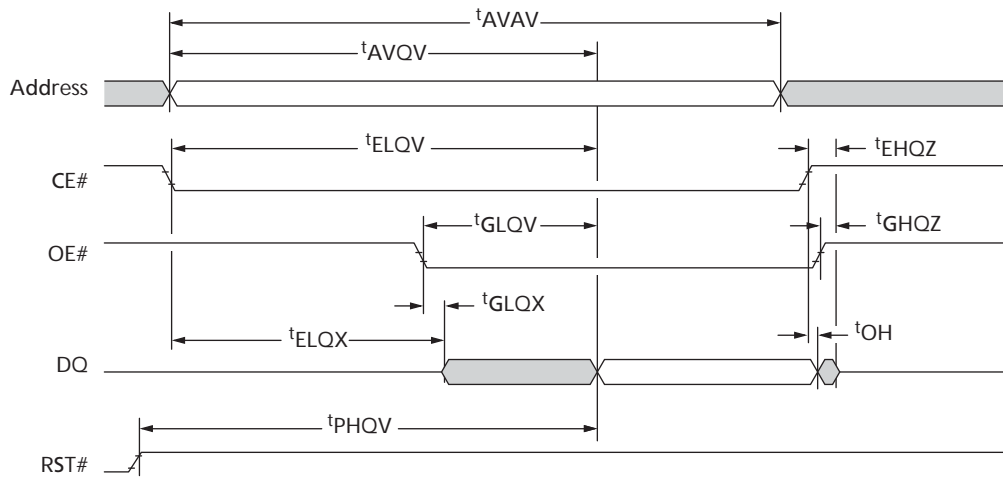 tAVAV
tAVQV
Address
tELQV
tEHQZ
CE#
tGLQV
tGHQZ
OE#
tGLQX
tELQX
tOH
DQ
tPHQV
RST#